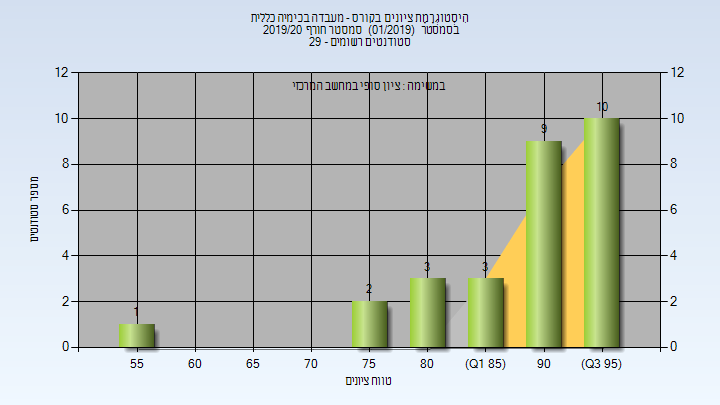 היסטוגרמת ציונים בקורס - מעבדה בכימיה כללית
בסמסטר (01/2019) סמסטר חורף 2019/20
סטודנטים רשומים - 29
במשימה : ציון סופי במחשב המרכזי
12 12
10 10
8 8
6 6
4 4
2 2
0 0
מספר סטודנטים
1 2 3 3 9 10
55 60 65 70 75 80 (Q1 85) 90 (Q3 95)
טווח ציונים